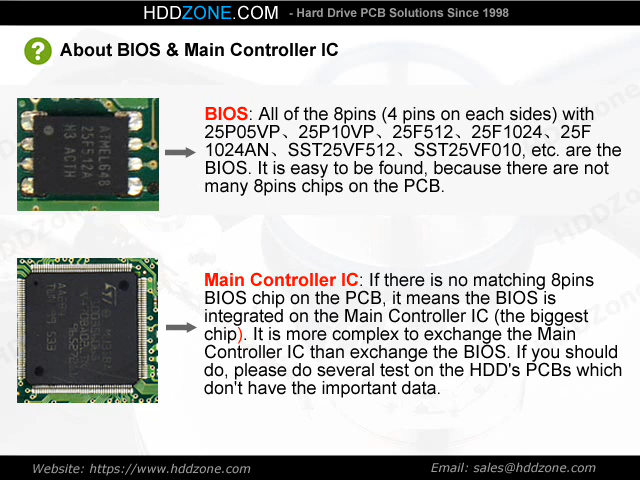 HDDZONE.COM - Hard Drive PCB Solutions Since 1998
? About BIOS & Main Controller IC
ATMEL648
25F512A
N3 ACTH
BIOS: All of the 8pins (4 pins on each sides) with
25P05VP、25P10VP、25F512、25F1024、25F
1024AN、SST25VF512、SST25VF010, etc. are the
BIOS. It is easy to be found, because there are not
many 8pins chips on the PCB.
Main Controller IC: If there is no matching 8pins
BIOS chip on the PCB, it means the BIOS is
integrated on the Main Controller IC (the biggest
chip). It is more complex to exchange the Main
Controller IC than exchange the BIOS. If you should
do, please do several test on the HDD's PCBs which
don't have the important data.
HDDZone
Website: https://www.hddzone.com
Email: sales@hddzone.com